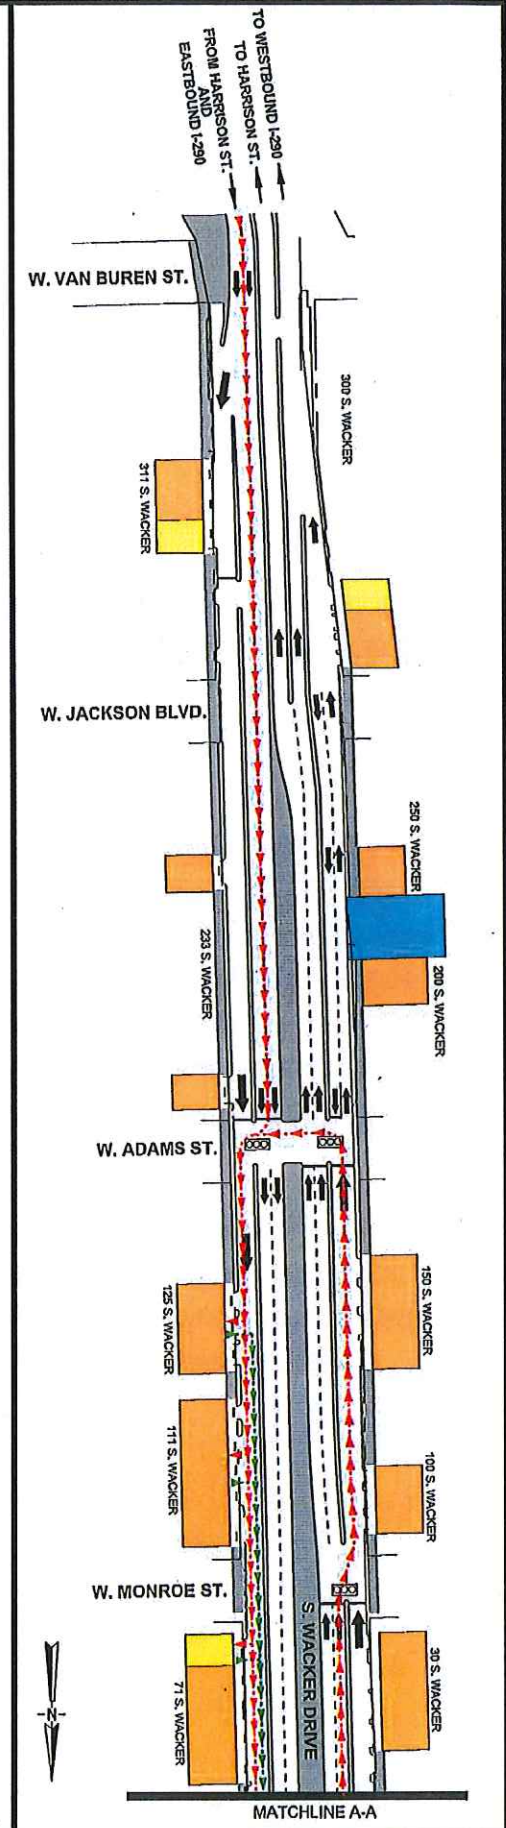 TO WESTBOUND I-290
TO HARRISON ST.
FROM HARRISON ST.
AND
EASTBOUND I-290
W. VAN BUREN ST.
300 S. WACKER
311 S. WACKER
W. JACKSON BLVD.
250 S. WACKER
233 S. WACKER
200 S. WACKER
W. ADAMS ST.
125 S. WACKER
150 S. WACKER
111 S. WACKER
100 S. WACKER
W. MONROE ST.
S. WACKER DRIVE
71 S. WACKER
30 S. WACKER
N
MATCHLINE A-A